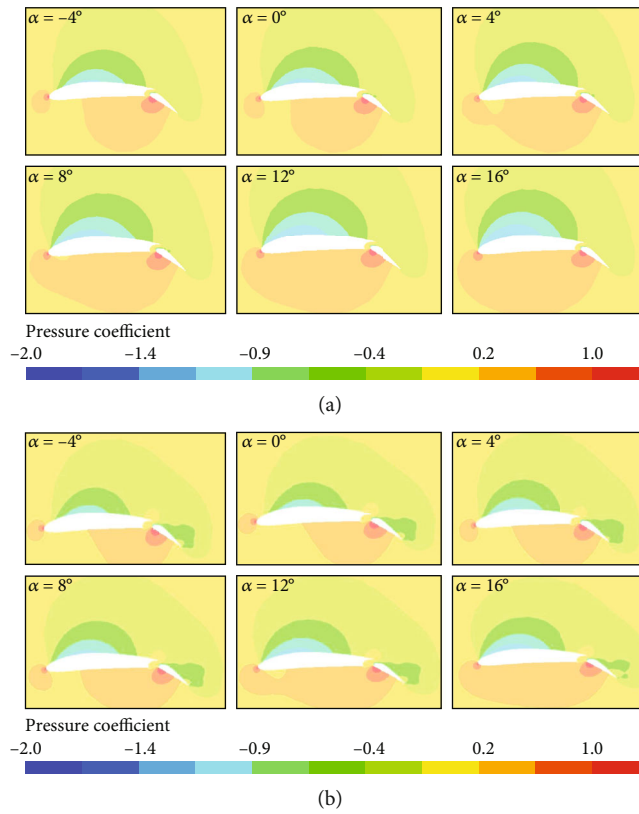 α = –4° α = 0° α = 4°
α = 8° α = 12° α = 16°
Pressure coefficient
–2.0 –1.4 –0.9 –0.4 0.2 1.0
(a)
α = –4° α = 0° α = 4°
α = 8° α = 12° α = 16°
Pressure coefficient
–2.0 –1.4 –0.9 –0.4 0.2 1.0
(b)